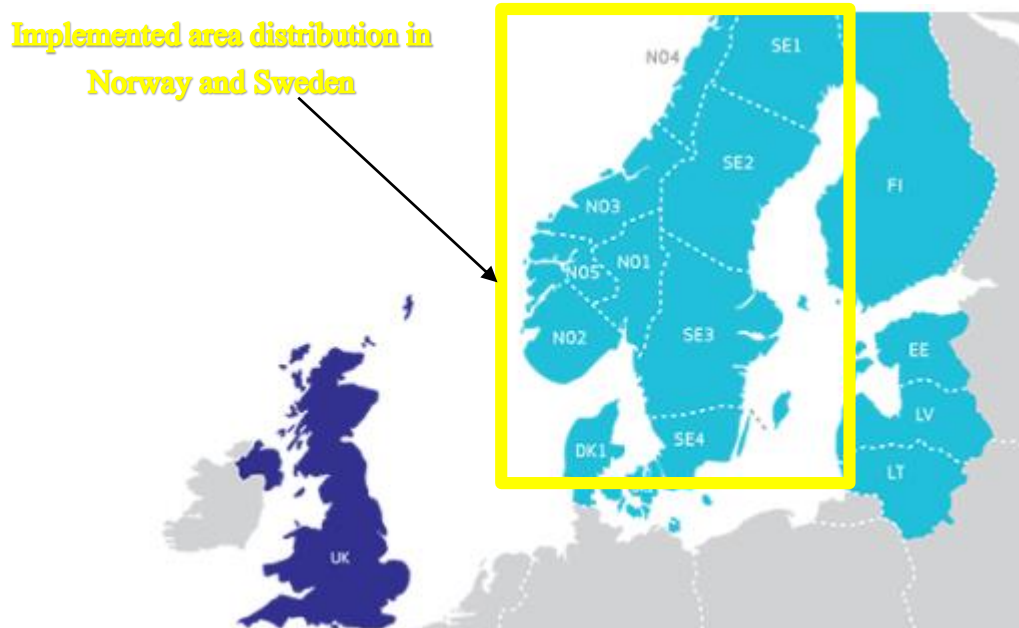 Implemented area distribution in
Norway and Sweden
NO4
SE1
SE2
FI
NO3
NO5
NO1
NO2
SE3
EE
LV
DK1
SE4
LT
UK